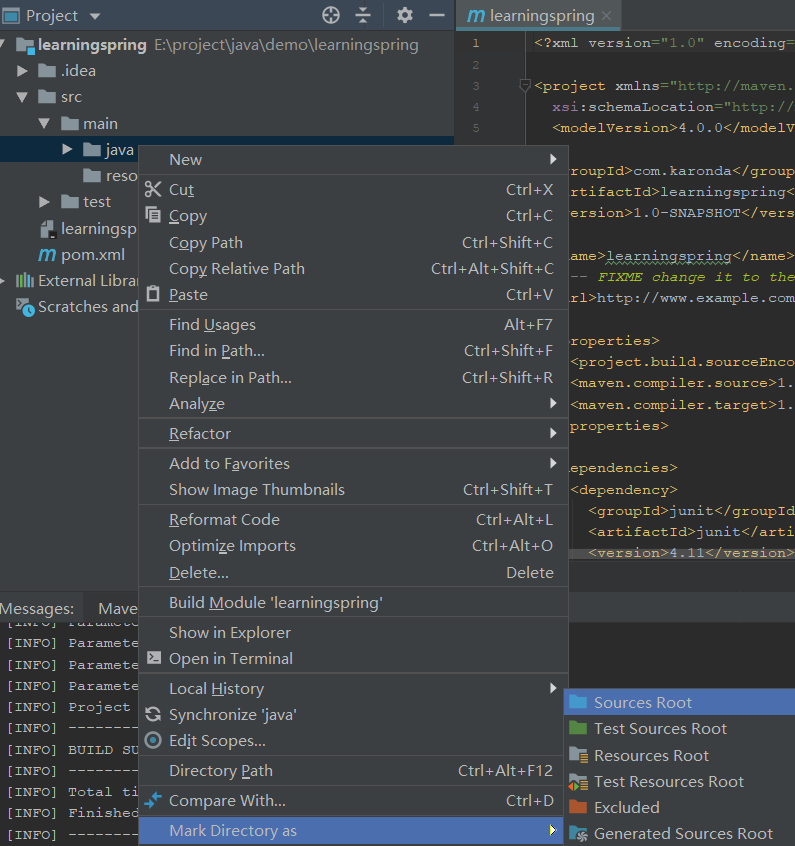 Project
learningspring E:\project\java\demo\learningspring
.idea
src
main
java
reso
test
learningsp
pom.xml
External Libra
Scratches and
learningspring
1 <?xml version="1.0" encoding=
2
3 <project xmlns="http://maven.
4 xsi:schemaLocation="http://
5 <modelVersion>4.0.0</modelV
roupId>com.karonda</group
artifactId>learningspring<
ersion>1.0-SNAPSHOT</vers
name>learningspring</name>
-- FIXME change it to the
rl>http://www.example.com
roperties>
<project.build.sourceEnco
<maven.compiler.source>1.
<maven.compiler.target>1.
properties>
ependencies>
<dependency>
<groupId>junit</groupId
<artifactId>junit</arti
<version>4.11</version>
New
Cut Ctrl+X
Copy Ctrl+C
Copy Path Ctrl+Shift+C
Copy Relative Path Ctrl+Alt+Shift+C
Paste Ctrl+V
Find Usages Alt+F7
Find in Path... Ctrl+Shift+F
Replace in Path... Ctrl+Shift+R
Analyze
Refactor
Add to Favorites
Show Image Thumbnails Ctrl+Shift+T
Reformat Code Ctrl+Alt+L
Optimize Imports Ctrl+Alt+O
Delete... Delete
Build Module 'learningspring'
Show in Explorer
Open in Terminal
Local History
Synchronize 'java'
Edit Scopes...
Directory Path Ctrl+Alt+F12
Compare With... Ctrl+D
Mark Directory as
Sources Root
Test Sources Root
Resources Root
Test Resources Root
Excluded
Generated Sources Root
Messages: Mave
[INFO] Paramete
[INFO] Paramete
[INFO] Paramete
[INFO] Paramete
[INFO] Project
[INFO] --------
[INFO] BUILD SU
[INFO] --------
[INFO] Total ti
[INFO] Finished
[INFO] --------